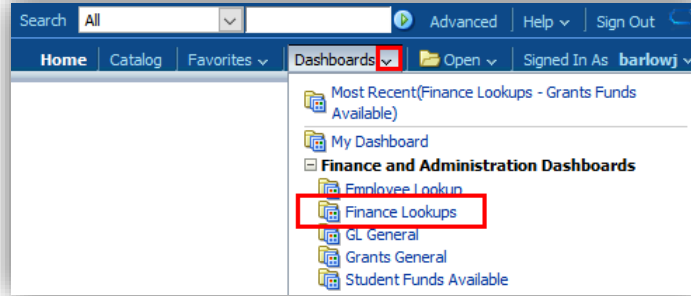 Search All Advanced Help Sign Out
Home Catalog Favorites Dashboards Open Signed In As barlowj
Most Recent(Finance Lookups - Grants Funds
Available)
My Dashboard
Finance and Administration Dashboards
Employee Lookup
Finance Lookups
GL General
Grants General
Student Funds Available